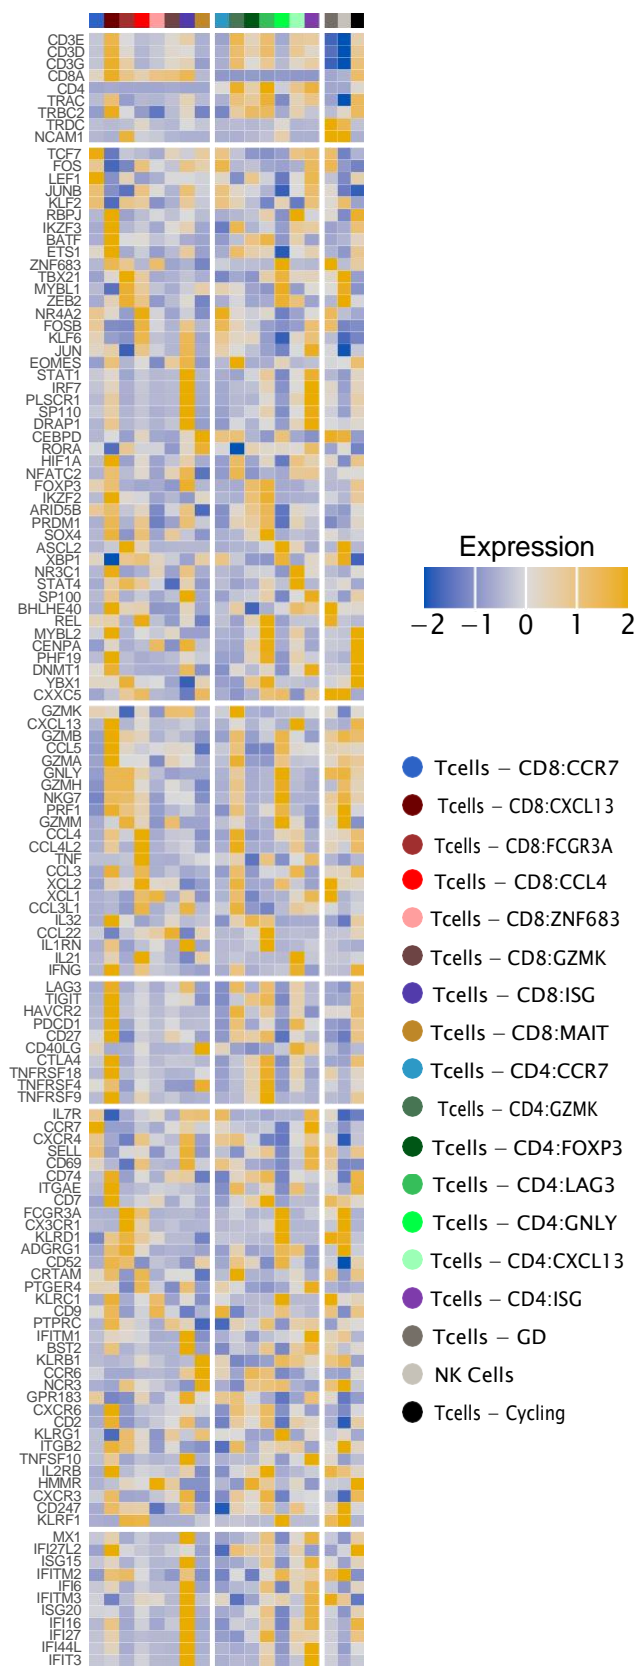 CD3E
CD3D
CD3G
CD8A
CD4
TRAC
TRBC2
TRDC
NCAM1
TCF7
FOS
LEF1
JUNB
KLF2
RBPJ
IKZF3
BATF
ETS1
ZNF683
TBX21
MYBL1
ZEB2
NR4A2
FOSB
KLF6
JUN
EOMES
STAT1
IRF7
PLSCR1
SP110
DRAP1
CEBPD
RORA
HIF1A
NFATC2
FOXP3
IKZF2
ARID5B
PRDM1
SOX4
ASCL2
XBP1
NR3C1
STAT4
SP100
BHLHE40
REL
MYBL2
CENPA
PHF19
DNMT1
YBX1
CXXC5
GZMK
CXCL13
GZMB
CCL5
GZMA
GNLY
GZMH
NKG7
PRF1
GZMM
CCL4
CCL4L2
TNF
CCL3
XCL2
XCL1
CCL3L1
IL32
CCL22
IL1RN
IL21
IFNG
LAG3
TIGIT
HAVCR2
PDCD1
CD27
CD40LG
CTLA4
TNFRSF18
TNFRSF4
TNFRSF9
IL7R
CCR7
CXCR4
SELL
CD69
CD74
ITGAE
CD7
FCGR3A
CX3CR1
KLRD1
ADGRG1
CD52
CRTAM
PTGER4
KLRC1
CD9
PTPRC
IFITM1
BST2
KLRB1
CCR6
NCR3
GPR183
CXCR6
CD2
KLRG1
ITGB2
TNFSF10
IL2RB
HMMR
CXCR3
CD247
KLRF1
MX1
IFI27L2
ISG15
IFITM2
IFI6
IFITM3
ISG20
IFI16
IFI27
IFI44L
IFIT3
Expression
−2 −1 0 1 2
Tcells – CD8:CCR7
Tcells – CD8:CXCL13
Tcells – CD8:FCGR3A
Tcells – CD8:CCL4
Tcells – CD8:ZNF683
Tcells – CD8:GZMK
Tcells – CD8:ISG
Tcells – CD8:MAIT
Tcells – CD4:CCR7
Tcells – CD4:GZMK
Tcells – CD4:FOXP3
Tcells – CD4:LAG3
Tcells – CD4:GNLY
Tcells – CD4:CXCL13
Tcells – CD4:ISG
Tcells – GD
NK Cells
Tcells – Cycling